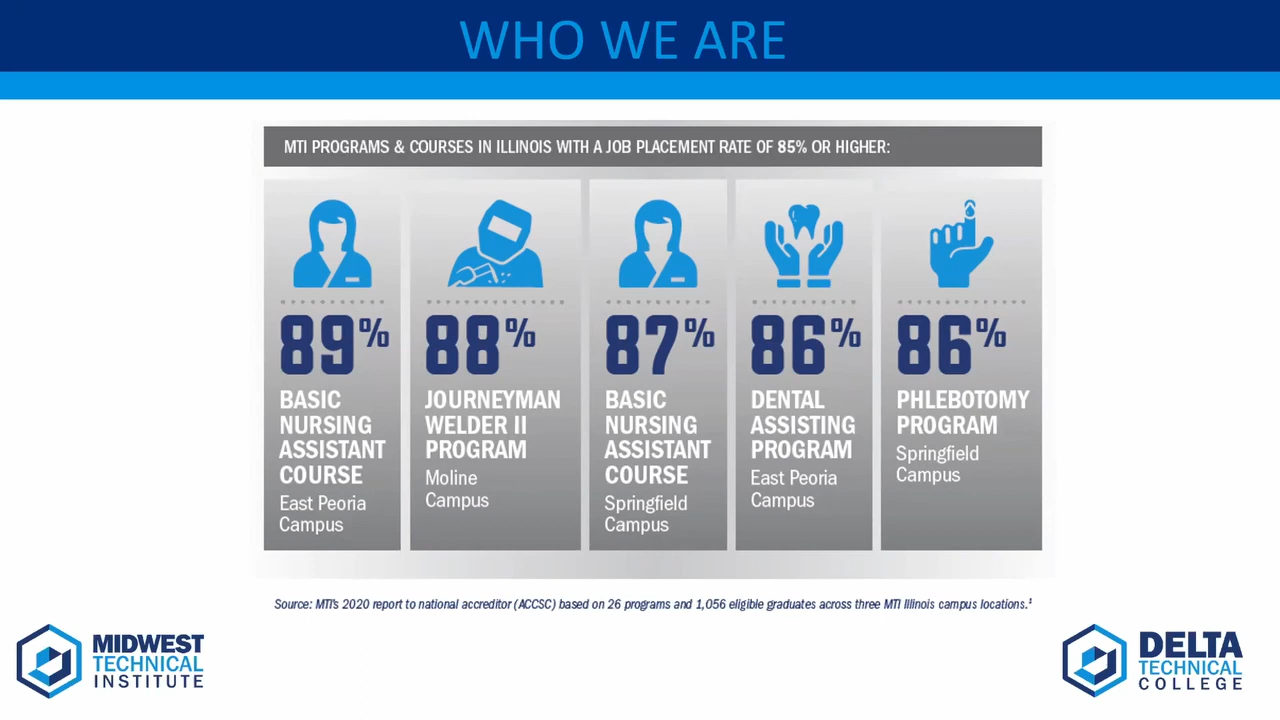 WHO WE ARE
MTI PROGRAMS & COURSES IN ILLINOIS WITH A JOB PLACEMENT RATE OF 85% OR HIGHER:
89%
BASIC
NURSING
ASSISTANT
COURSE
East Peoria
Campus
88%
JOURNEYMAN
WELDER II
PROGRAM
Moline
Campus
87%
BASIC
NURSING
ASSISTANT
COURSE
Springfield
Campus
86%
DENTAL
ASSISTING
PROGRAM
East Peoria
Campus
86%
PHLEBOTOMY
PROGRAM
Springfield
Campus
Source: MTI's 2020 report to national accreditor (ACCSC) based on 26 programs and 1,056 eligible graduates across three MTI Illinois campus locations.¹
MIDWEST
TECHNICAL
INSTITUTE
DELTA
TECHNICAL
COLLEGE